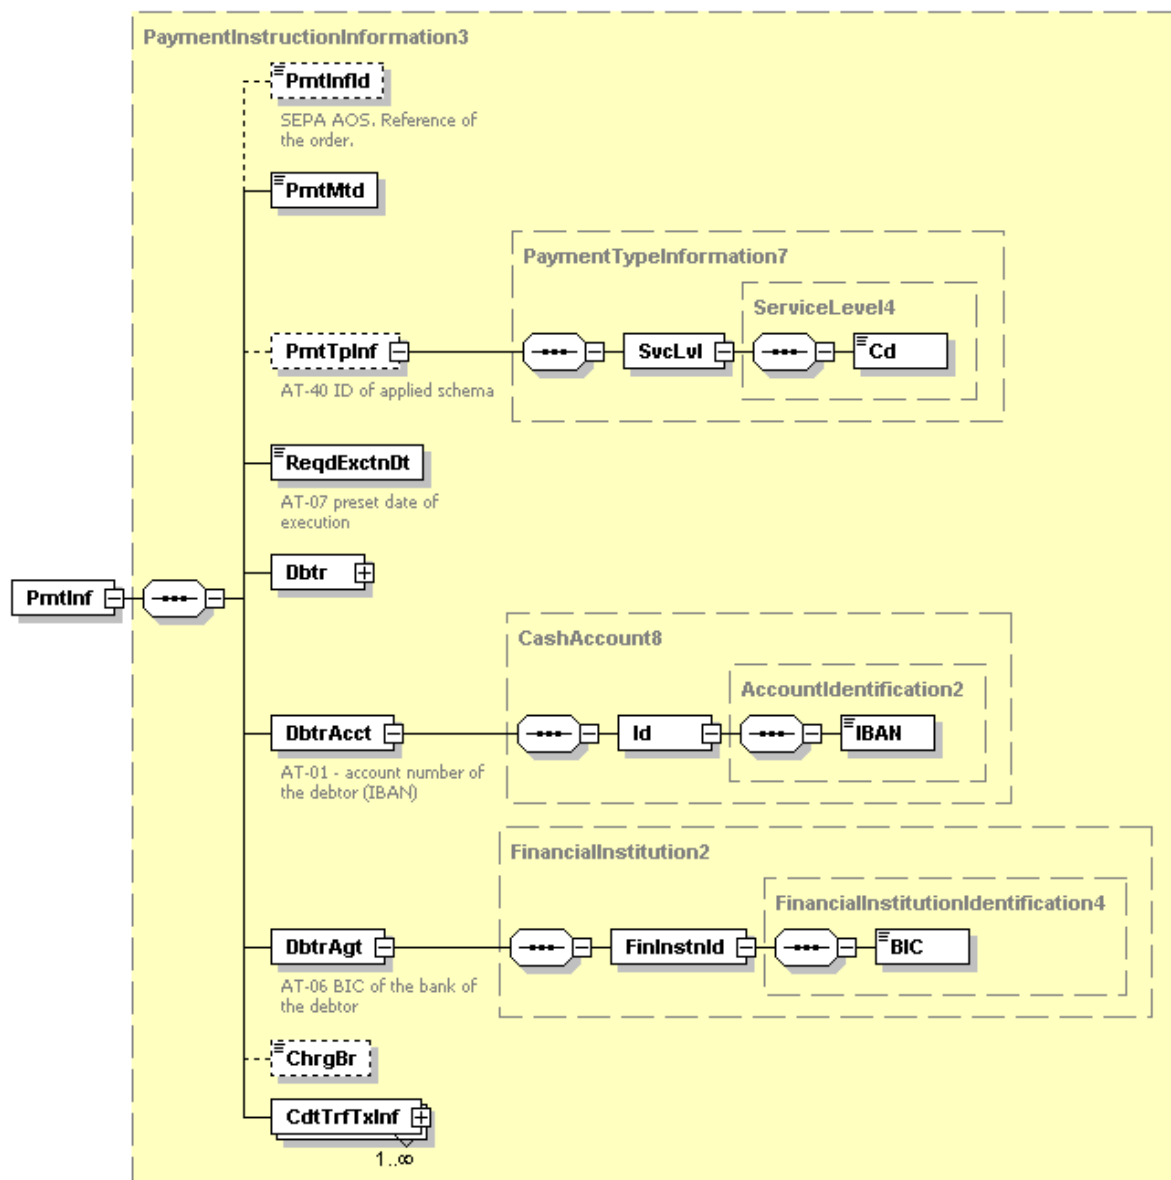 PaymentInstructionInformation3
PmtInfId
SEPA AOS. Reference of
the order.
PmtMtd
PaymentTypeInformation7
ServiceLevel4
PmtTpInf
SvcLvl
Cd
AT-40 ID of applied schema
ReqdExctnDt
AT-07 preset date of
execution
Dbtr
PmtInf
CashAccount8
AccountIdentification2
DbtrAcct
Id
IBAN
AT-01 - account number of
the debtor (IBAN)
FinancialInstitution2
FinancialInstitutionIdentification4
DbtrAgt
FinInstnId
BIC
AT-06 BIC of the bank of
the debtor
ChrgBr
CdtTrfTxInf
1..∞